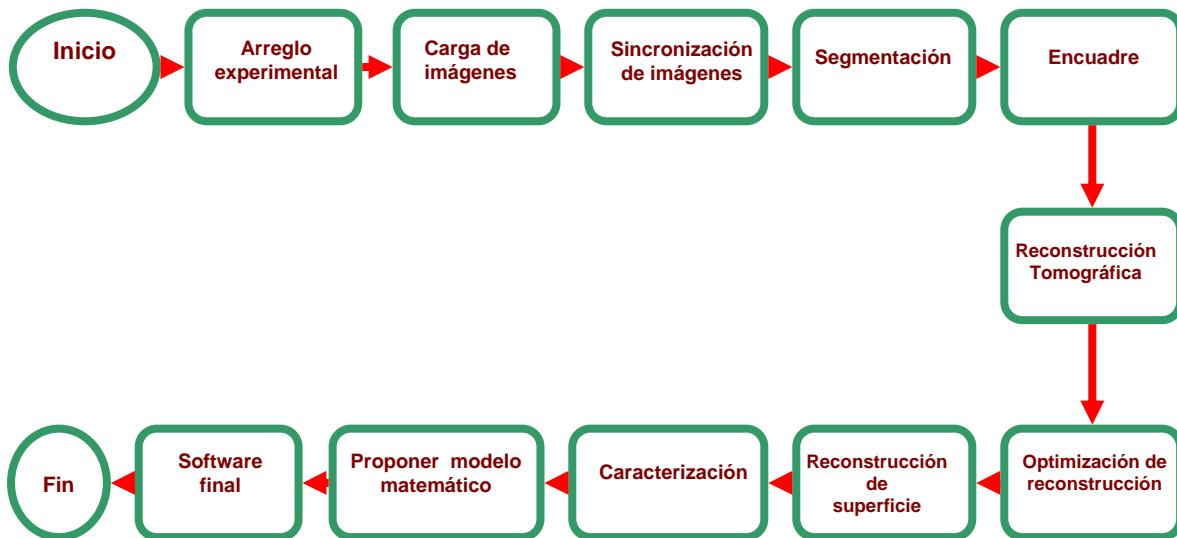 Inicio
Arreglo
experimental
Carga de
imágenes
Sincronización
de imágenes
Segmentación
Encuadre
Reconstrucción
Tomográfica
Optimización de
reconstrucción
Reconstrucción
de
superficie
Caracterización
Proponer modelo
matemático
Software
final
Fin